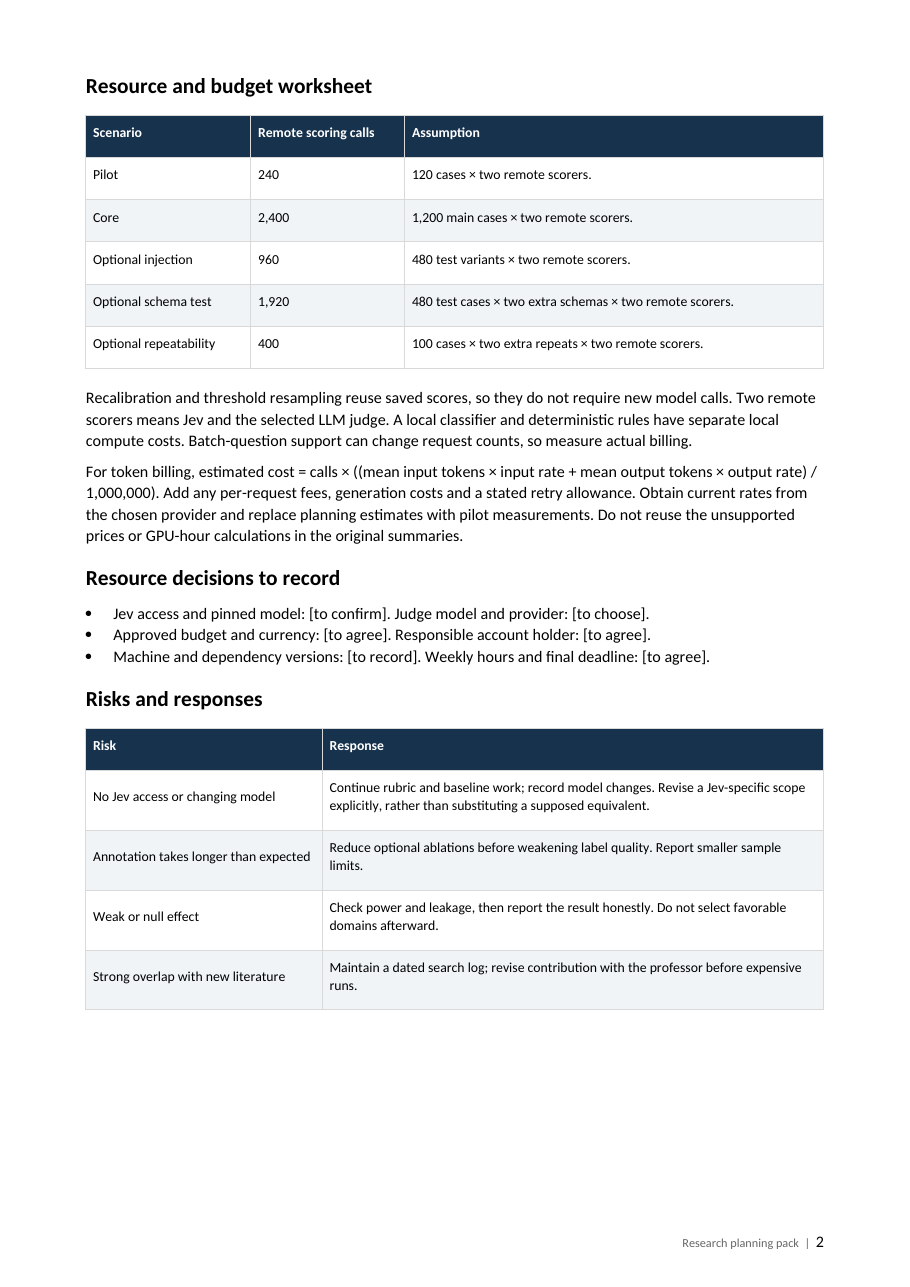 Resource and budget worksheet
Scenario Remote scoring calls Assumption
Pilot 240 120 cases × two remote scorers.
Core 2,400 1,200 main cases × two remote scorers.
Optional injection 960 480 test variants × two remote scorers.
Optional schema test 1,920 480 test cases × two extra schemas × two remote scorers.
Optional repeatability 400 100 cases × two extra repeats × two remote scorers.
Recalibration and threshold resampling reuse saved scores, so they do not require new model calls. Two remote
scorers means Jev and the selected LLM judge. A local classifier and deterministic rules have separate local
compute costs. Batch-question support can change request counts, so measure actual billing.
For token billing, estimated cost = calls × ((mean input tokens × input rate + mean output tokens × output rate) /
1,000,000). Add any per-request fees, generation costs and a stated retry allowance. Obtain current rates from
the chosen provider and replace planning estimates with pilot measurements. Do not reuse the unsupported
prices or GPU-hour calculations in the original summaries.
Resource decisions to record
• Jev access and pinned model: [to confirm]. Judge model and provider: [to choose].
• Approved budget and currency: [to agree]. Responsible account holder: [to agree].
• Machine and dependency versions: [to record]. Weekly hours and final deadline: [to agree].
Risks and responses
Risk Response
No Jev access or changing model Continue rubric and baseline work; record model changes. Revise a Jev-specific scope
explicitly, rather than substituting a supposed equivalent.
Annotation takes longer than expected Reduce optional ablations before weakening label quality. Report smaller sample
limits.
Weak or null effect Check power and leakage, then report the result honestly. Do not select favorable
domains afterward.
Strong overlap with new literature Maintain a dated search log; revise contribution with the professor before expensive
runs.
Research planning pack | 2